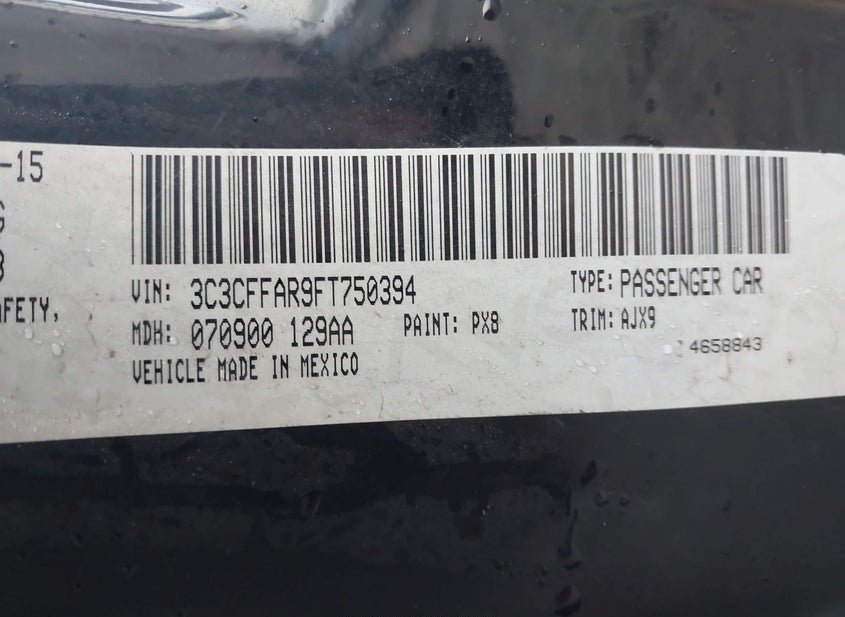 -15
AFETY,
VIN: 3C3CFFAR9FT750394
TYPE: PASSENGER CAR
MDH: 070900 129AA
PAINT: PX8
TRIM: AJX9
VEHICLE MADE IN MEXICO
4658843